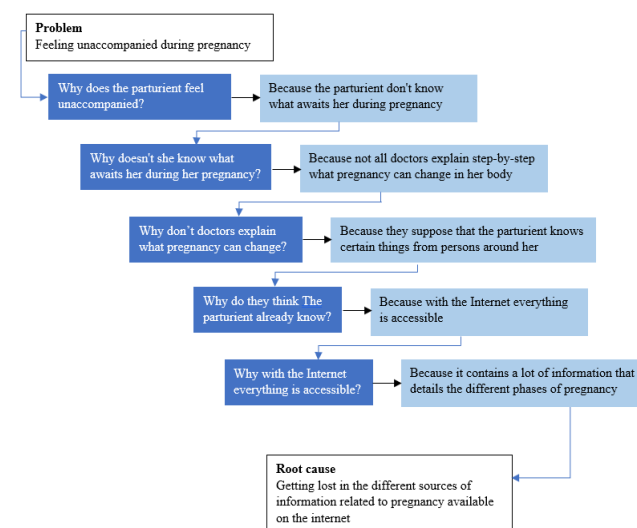 Problem
Feeling unaccompanied during pregnancy
Why does the parturient feel
unaccompanied?
Because the parturient don't know
what awaits her during pregnancy
Why doesn't she know what
awaits her during her pregnancy?
Because not all doctors explain step-by-step
what pregnancy can change in her body
Why don’t doctors explain
what pregnancy can change?
Because they suppose that the parturient knows
certain things from persons around her
Why do they think The
parturient already know?
Because with the Internet everything
is accessible
Why with the Internet
everything is accessible?
Because it contains a lot of information that
details the different phases of pregnancy
Root cause
Getting lost in the different sources of
information related to pregnancy available
on the internet